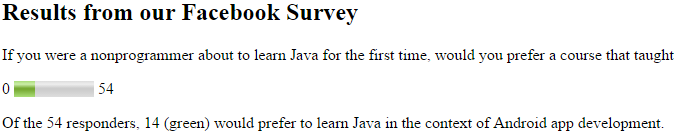 Results from our Facebook Survey
If you were a nonprogrammer about to learn Java for the first time, would you prefer a course that taught
0 54
Of the 54 responders, 14 (green) would prefer to learn Java in the context of Android app development.